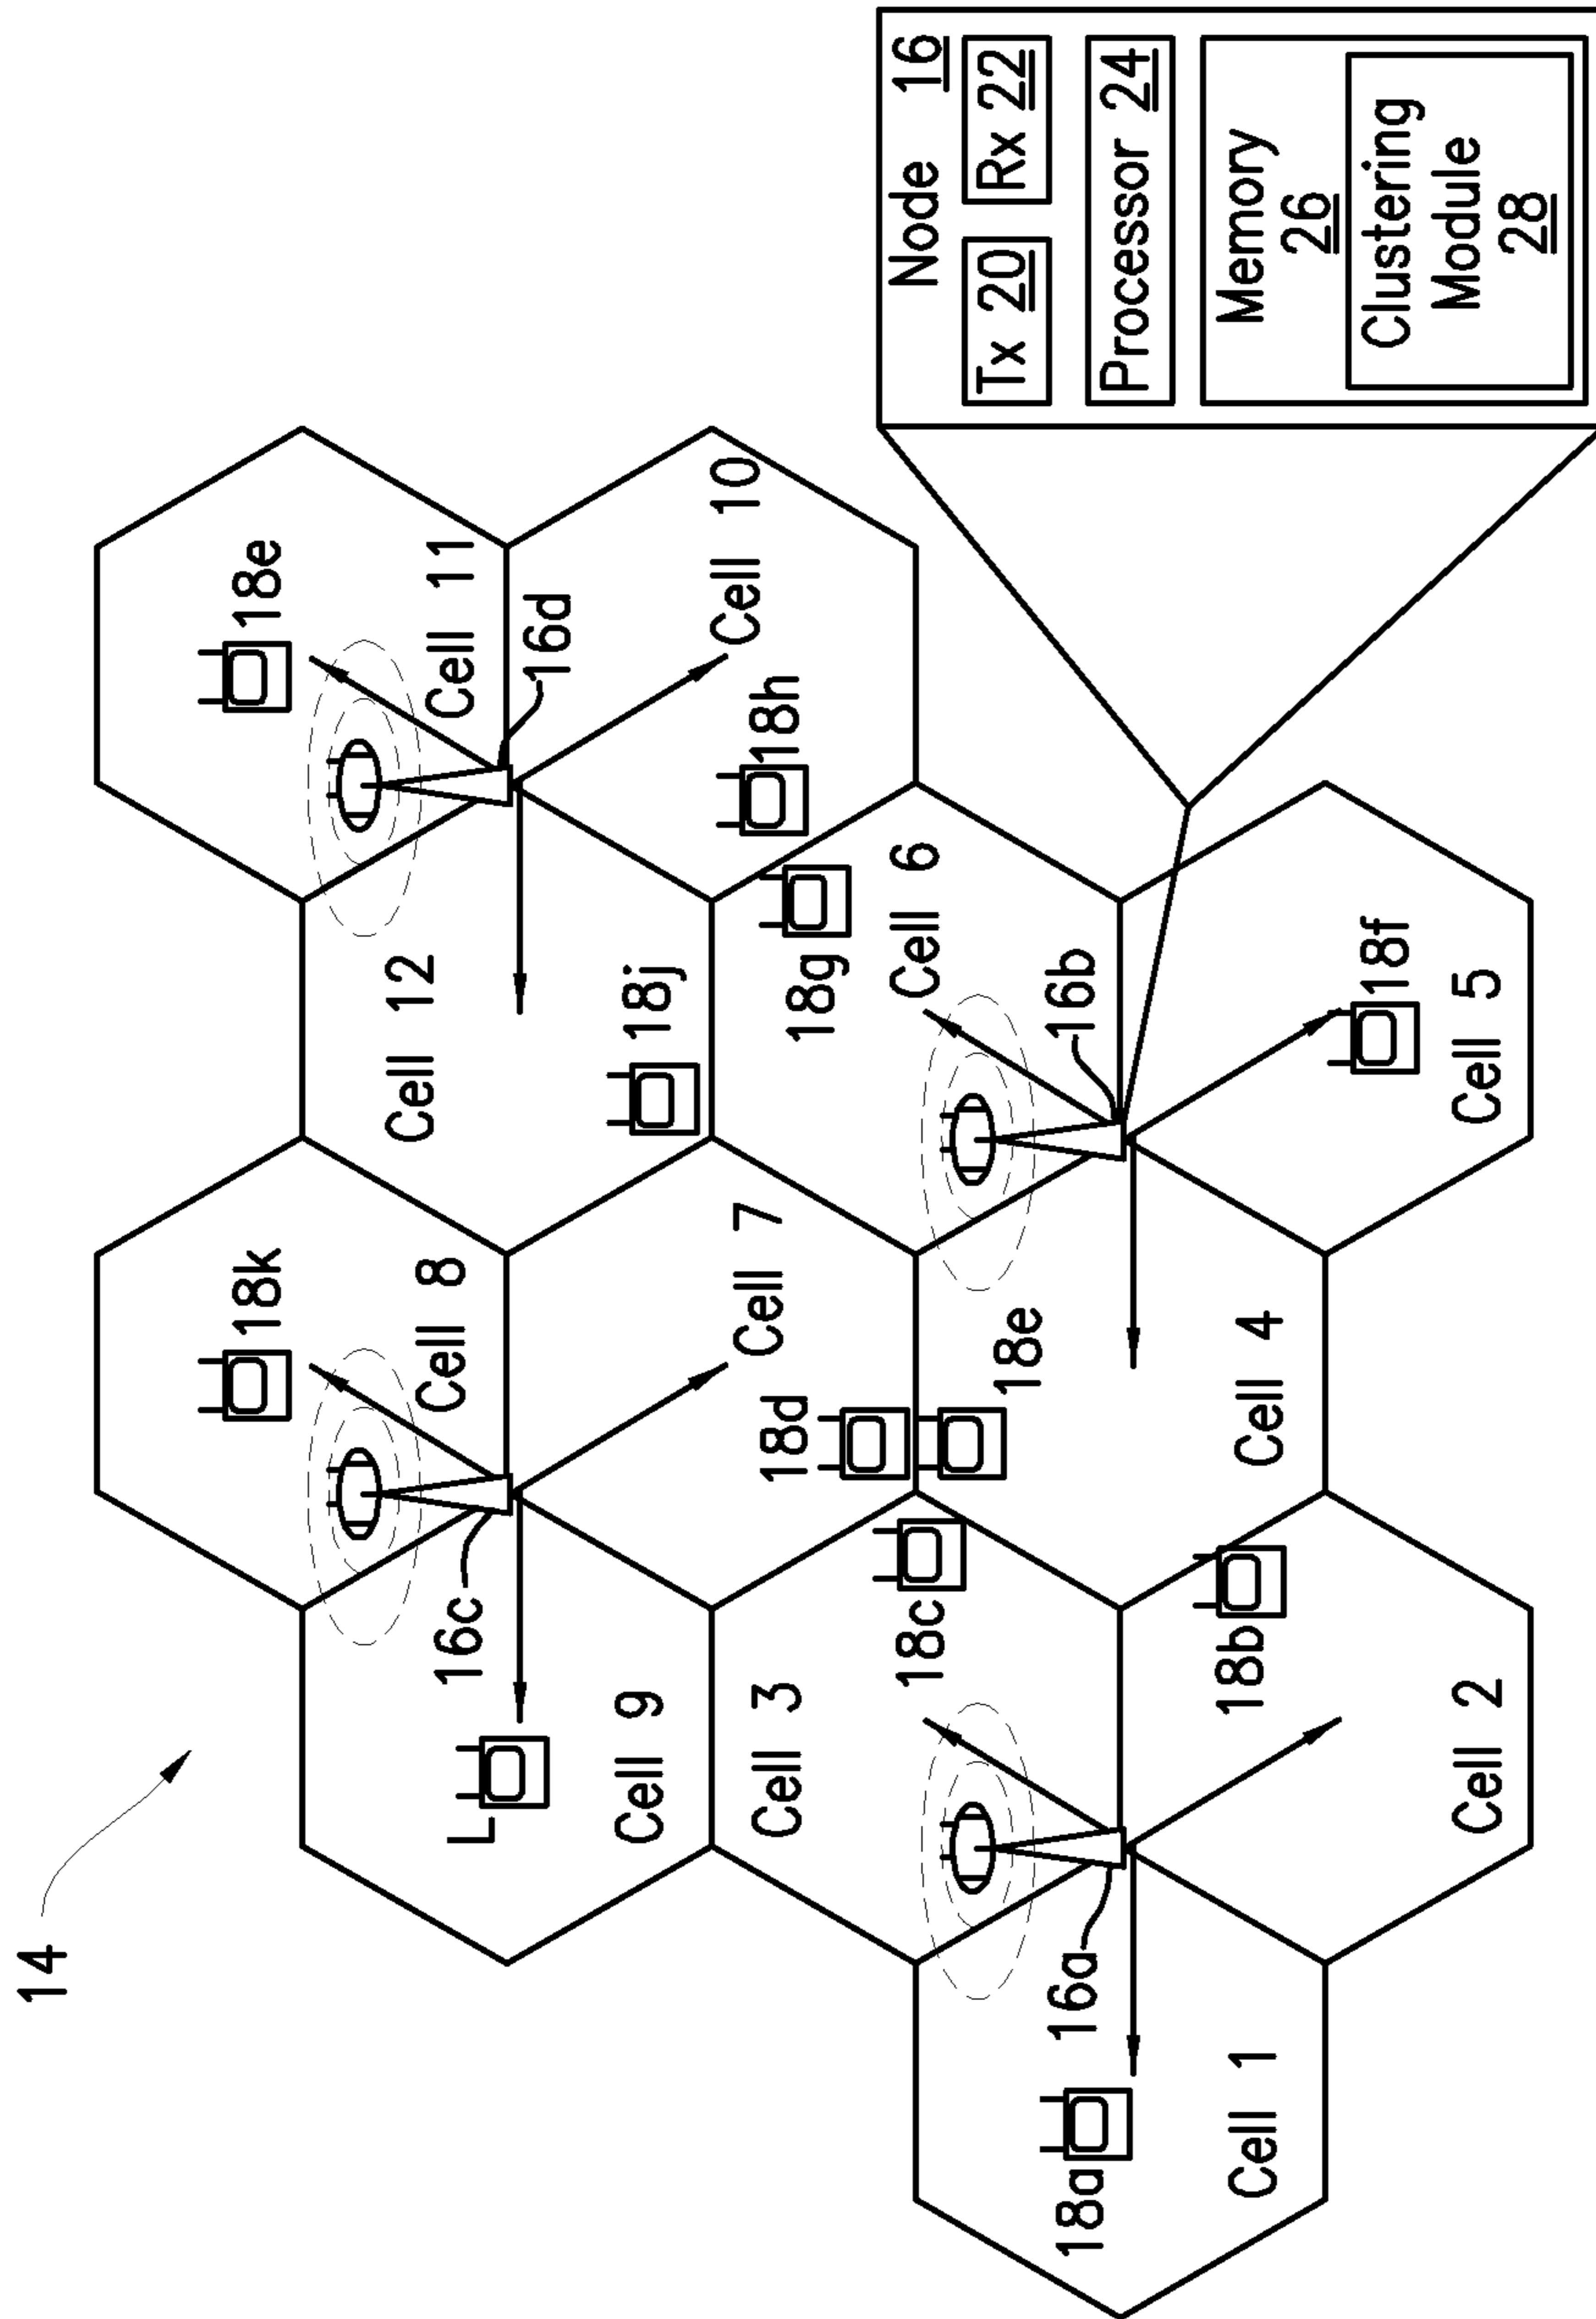 14
18k
18e
Cell 8
Cell 12
Cell 11
16c
16d
L
Cell 9
18j
Cell 7
Cell 10
Cell 3
18d
18g
18h
18c
18e
Cell 6
18a
16a
16b
Cell 1
18b
Cell 4
18f
Cell 2
Cell 5
Node 16
Tx 20
Rx 22
Processor 24
Memory
26
Clustering
Module
28